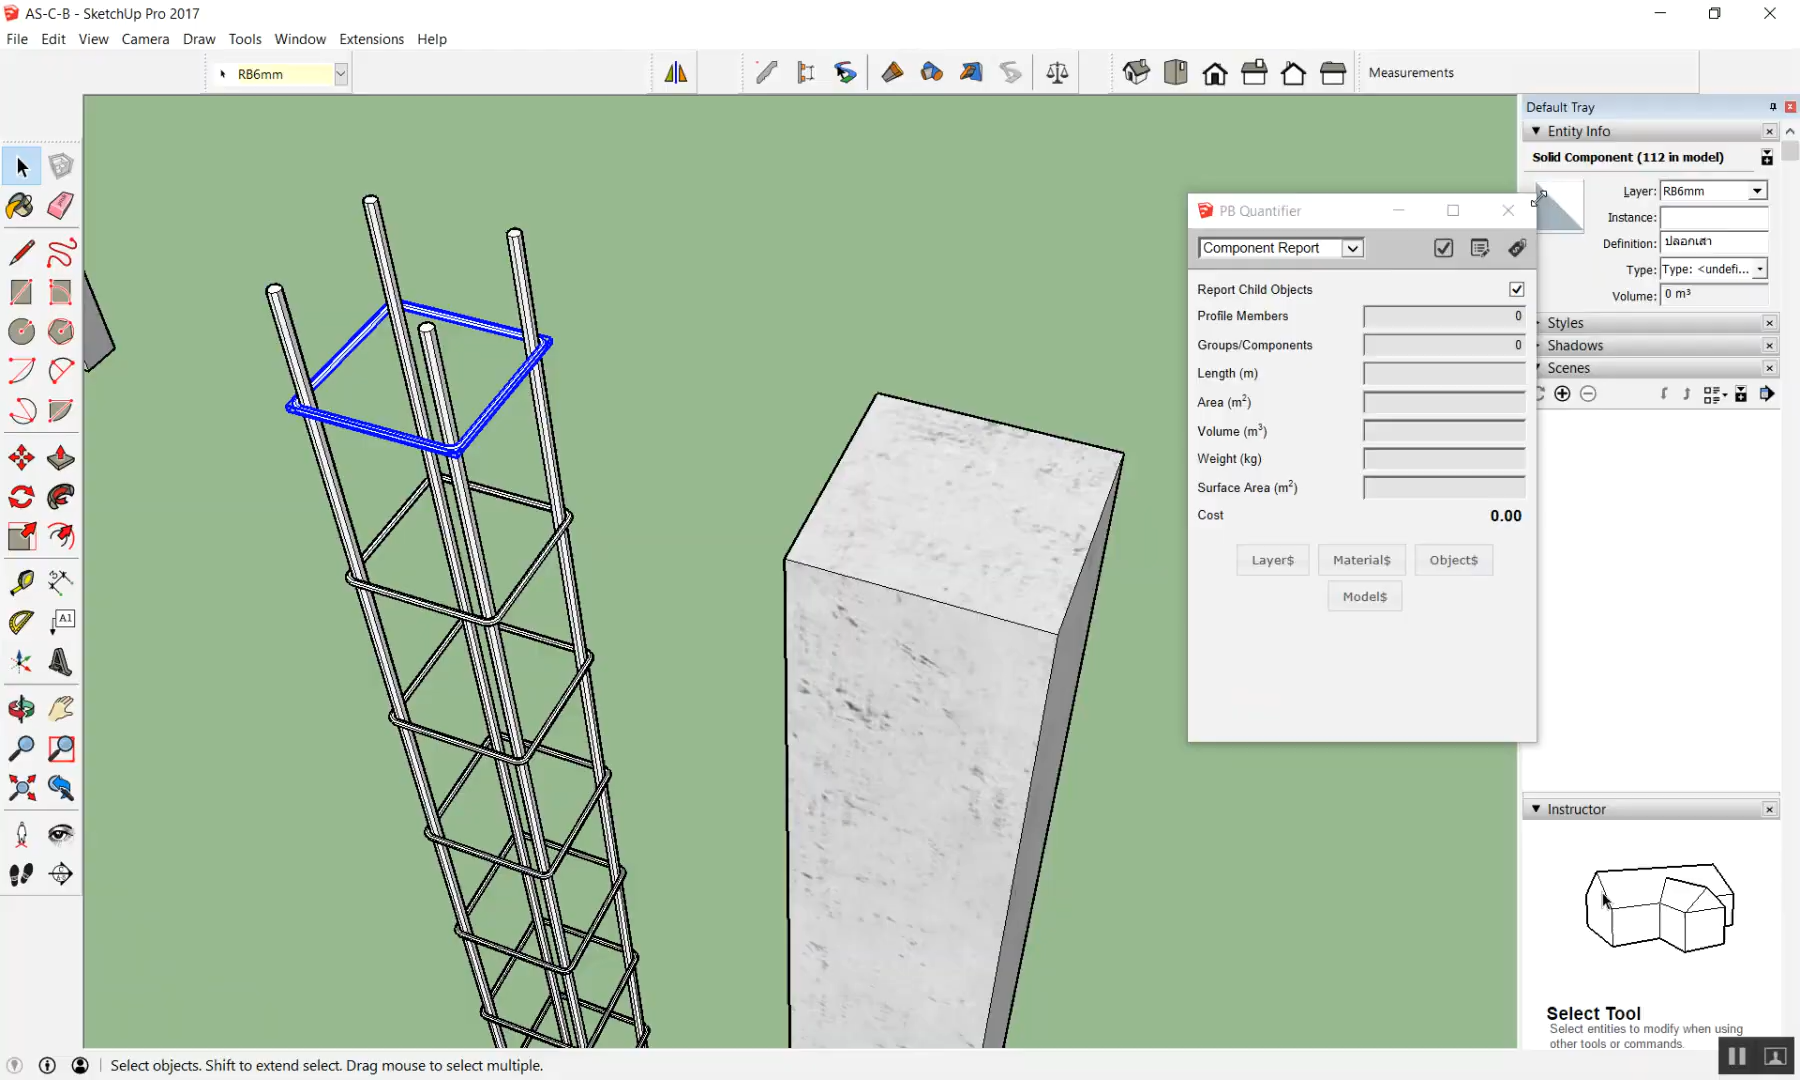 AS-C-B - SketchUp Pro 2017
File Edit View Camera Draw Tools Window Extensions Help
RB6mm
Measurements
Default Tray
Entity Info
Solid Component (112 in model)
Layer: RB6mm
Instance:
Definition: ปลอกเสา
Type: Type: <undefi...
Volume: 0 m³
Styles
Shadows
Scenes
PB Quantifier
Component Report
Report Child Objects
Profile Members 0
Groups/Components 0
Length (m)
Area (m²)
Volume (m³)
Weight (kg)
Surface Area (m²)
Cost 0.00
Layer$ Material$ Object$
Model$
A1
Instructor
Select Tool
Select entities to modify when using
other tools or commands.
Select objects. Shift to extend select. Drag mouse to select multiple.